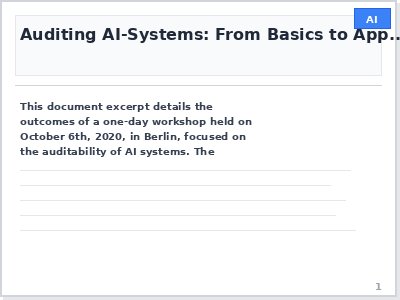 AI
Auditing AI-Systems: From Basics to App...
This document excerpt details the
outcomes of a one-day workshop held on
October 6th, 2020, in Berlin, focused on
the auditability of AI systems. The
1